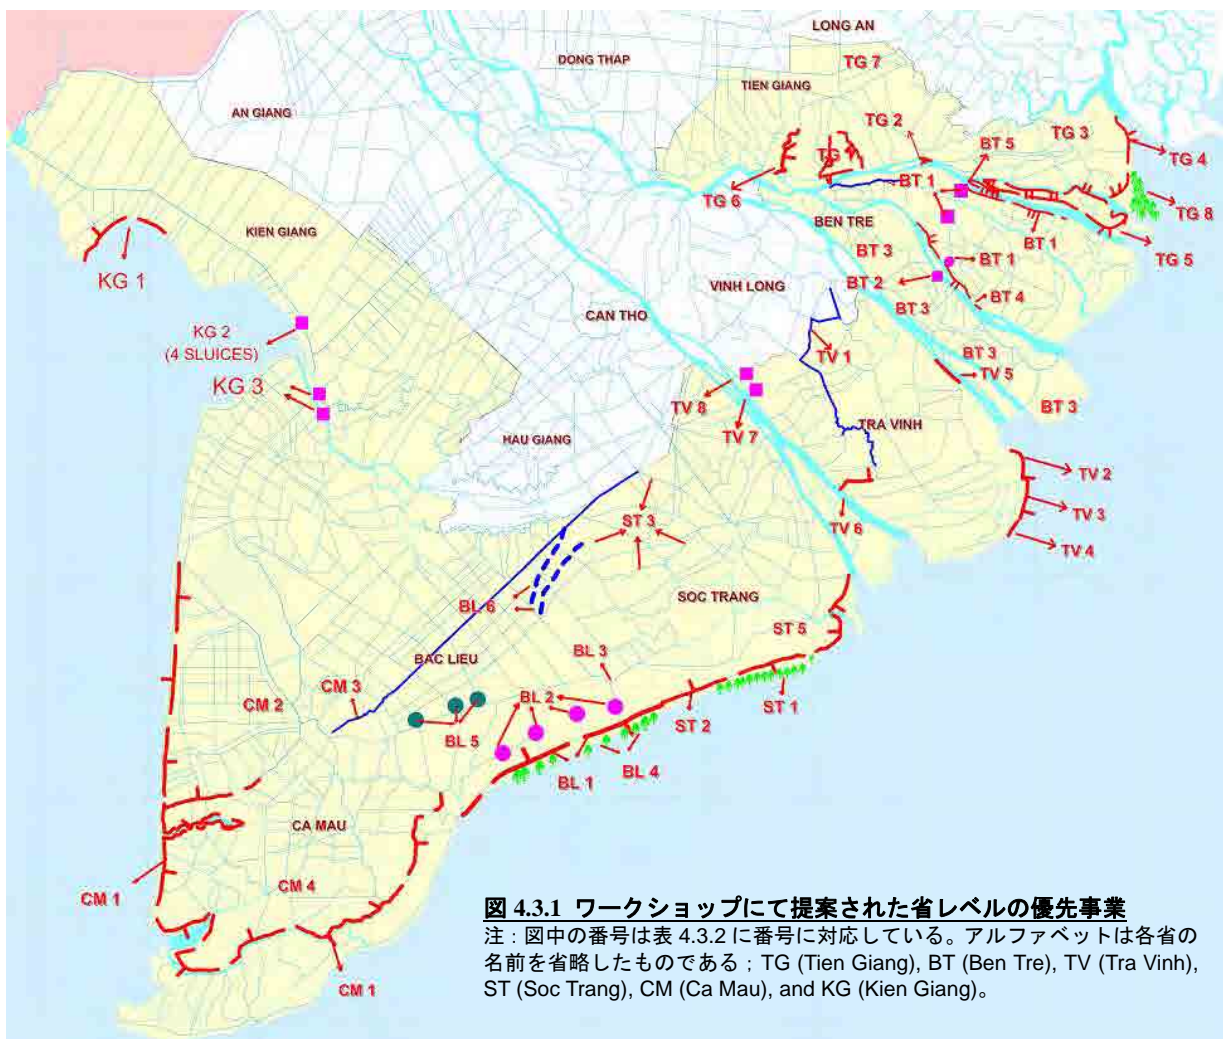 LONG AN
DONG THAP
TG 7
TIEN GIANG
AN GIANG
TG 2
TG 3
BT 5
TG 4
TG
BT 1
TG 6
TG 8
BEN TRE
KIEN GIANG
BT 1
BT 3
TG 5
BT 1
KG 1
BT 2
VINH LONG
BT 4
BT 3
CAN THO
KG 2
(4 SLUICES)
TV 1
BT 3
TV 5
KG 3
TV 8
BT 3
TV 7
TRA VINH
HAU GIANG
TV 2
TV 3
ST 3
TV 6
TV 4
SOC TRANG
BL 6
ST 5
BL 3
BAC LIEU
CM 3
BL 2
CM 2
ST 1
ST 2
BL 5
BL 4
BL 1
CA MAU
CM 4
CM 1
CM 1
図 4.3.1 ワークショップにて提案された省レベルの優先事業
注：図中の番号は表 4.3.2 に番号に対応している。アルファベットは各省の
名前を省略したものである；TG (Tien Giang), BT (Ben Tre), TV (Tra Vinh),
ST (Soc Trang), CM (Ca Mau), and KG (Kien Giang)。